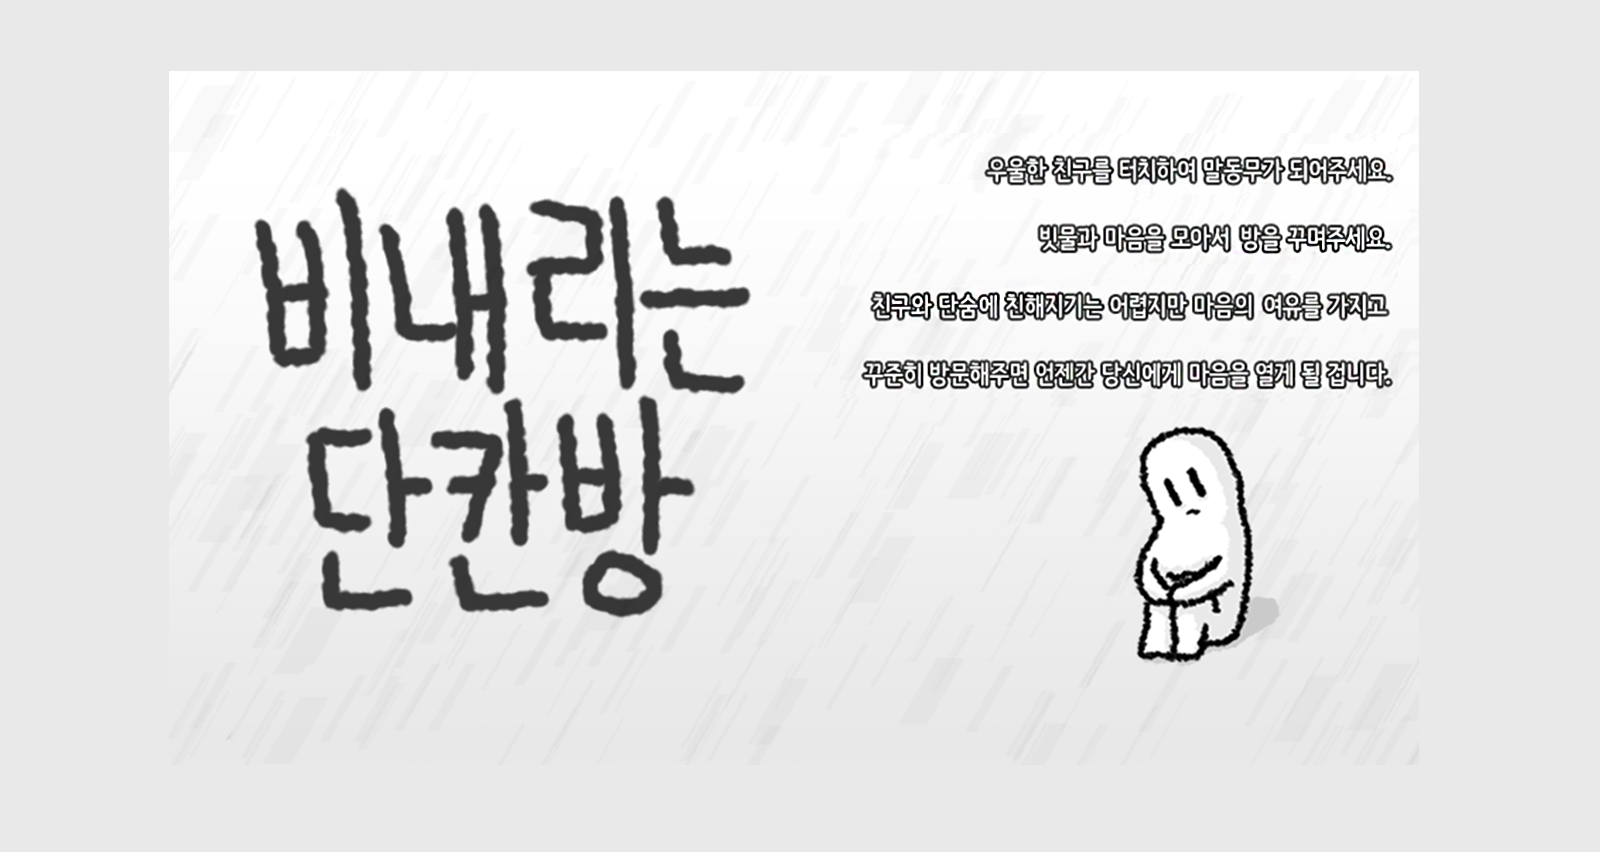 비내리는
단칸방
우울한 친구를 터치하여 말동무가 되어주세요.
빗물과 마음을 모아서 방을 꾸며주세요.
친구와 단숨에 친해지기는 어렵지만 마음의 여유를 가지고
꾸준히 방문해주면 언젠간 당신에게 마음을 열게 될 겁니다.